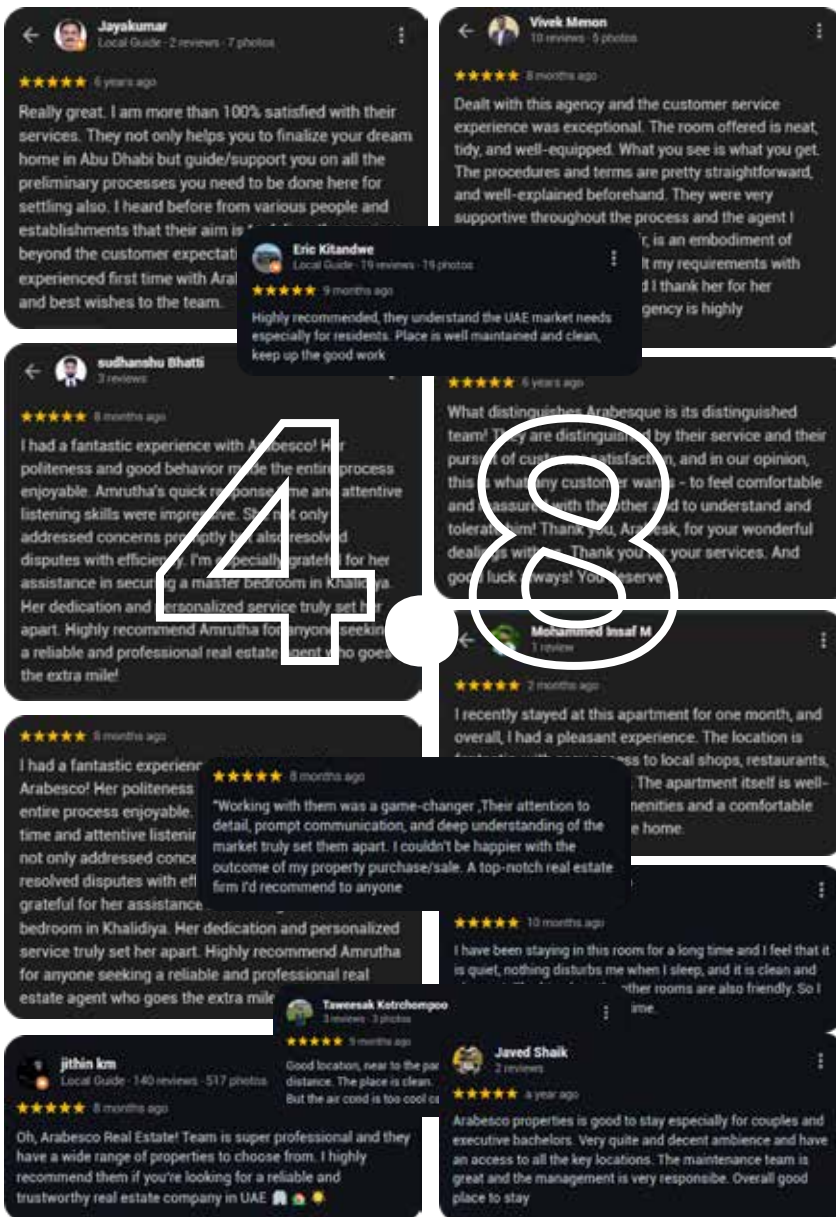 Jayakumar
Local Guide · 2 reviews · 7 photos
6 years ago
Really great. I am more than 100% satisfied with their
services. They not only helps you to finalize your dream
home in Abu Dhabi but guide/support you on all the
preliminary processes you need to be done here for
settling also. I heard before from various people and
establishments that their aim is
beyond the customer
experienced first time with
and best wishes to the team.
Vivek Menon
10 reviews · 5 photos
8 months ago
Dealt with this agency and the customer service
experience was exceptional. The room offered is neat,
tidy, and well-equipped. What you see is what you get.
The procedures and terms are pretty straightforward,
and well-explained beforehand. They were very
supportive throughout the process and the agent I
is an embodiment of
my requirements with
I thank her for her
is highly
Eric Kitandwe
Local Guide · 19 reviews · 19 photos
9 months ago
Highly recommended, they understand the UAE market needs
especially for residents. Place is well maintained and clean,
keep up the good work
sudhanshu Bhatti
3 reviews
8 months ago
I had a fantastic experience with Arabesco! Her
politeness and good behavior made the entire process
enjoyable. Amrutha's quick response time and attentive
listening skills were impressive. She not only
addressed concerns promptly but also resolved
disputes with efficiency. I'm especially grateful for her
assistance in securing a master bedroom in Khalidiya.
Her dedication and personalized service truly set her
apart. Highly recommend Amrutha for anyone seeking
a reliable and professional real estate agent who goes
the extra mile!
6 years ago
What distinguishes Arabesque is its distinguished
team! They are distinguished by their service and their
pursuit of customer satisfaction, and in our opinion,
this is what any customer wants - to feel comfortable
and reassured with the other and to understand and
tolerate him! Thank you, Arabesk, for your wonderful
dealings with us. Thank you for your services. And
good luck always! You deserve
4.8
Mohammed Insaf M
1 review
2 months ago
I recently stayed at this apartment for one month, and
overall, I had a pleasant experience. The location is
to local shops, restaurants,
The apartment itself is well-
and a comfortable
home.
8 months ago
I had a fantastic
Arabesco! Her politeness
entire process enjoyable.
time and attentive
not only addressed
resolved disputes with
grateful for her assistance
bedroom in Khalidiya. Her dedication and personalized
service truly set her apart. Highly recommend Amrutha
for anyone seeking a reliable and professional real
estate agent who goes the extra mile
8 months ago
"Working with them was a game-changer ,Their attention to
detail, prompt communication, and deep understanding of the
market truly set them apart. I couldn't be happier with the
outcome of my property purchase/sale. A top-notch real estate
firm I'd recommend to anyone
10 months ago
I have been staying in this room for a long time and I feel that it
is quiet, nothing disturbs me when I sleep, and it is clean and
other rooms are also friendly. So I
Taweesak Kotrchompoo
3 reviews · 3 photos
9 months ago
Good location, near to the
distance. The place is clean.
But the air cond is too cool
jithin km
Local Guide · 140 reviews · 517 photos
8 months ago
Oh, Arabesco Real Estate! Team is super professional and they
have a wide range of properties to choose from. I highly
recommend them if you're looking for a reliable and
trustworthy real estate company in UAE
Javed Shaik
2 reviews
a year ago
Arabesco properties is good to stay especially for couples and
executive bachelors. Very quite and decent ambience and have
an access to all the key locations. The maintenance team is
great and the management is very responsibe. Overall good
place to stay